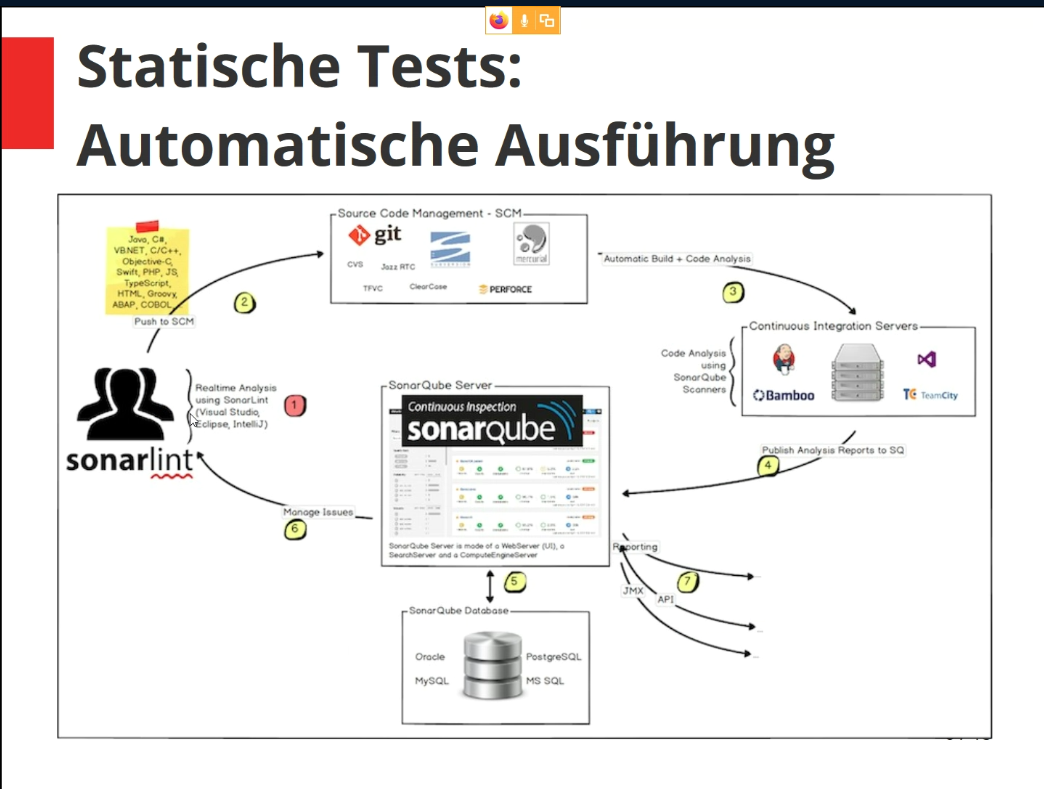 Statische Tests:
Automatische Ausführung
Java, C#,
VB.NET, C/C++,
Objective-C,
Swift, PHP, JS,
TypeScript,
HTML, Groovy,
ABAP, COBOL...
Push to SCM
2
Source Code Management - SCM
git
SUBVERSION
mercurial
CVS
Jazz RTC
TFVC
ClearCase
PERFORCE
Automatic Build + Code Analysis
3
Continuous Integration Servers
Code Analysis
using
SonarQube
Scanners
Bamboo
TC TeamCity
Realtime Analysis
using SonarLint
(Visual Studio,
Eclipse, IntelliJ)
1
sonarlint
SonarQube Server
Continuous Inspection
sonarqube
SonarQube Server is made of a WebServer (UI), a
SearchServer and a ComputeEngineServer
Publish Analysis Reports to SQ
4
Manage Issues
6
5
Reporting
JMX
API
7
...
...
...
SonarQube Database
Oracle
PostgreSQL
MySQL
MS SQL